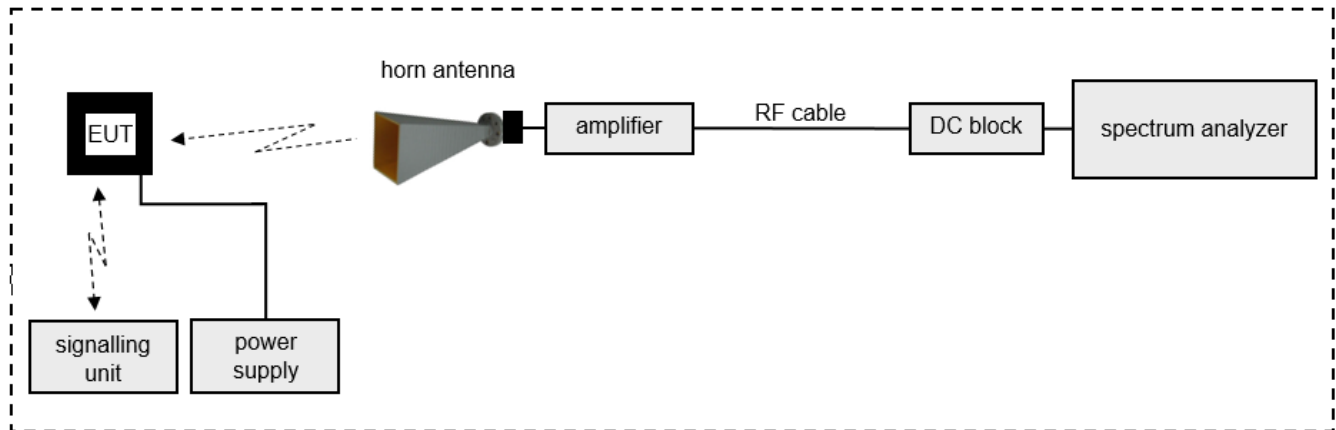 horn antenna
EUT
amplifier
RF cable
DC block
spectrum analyzer
signalling
unit
power
supply